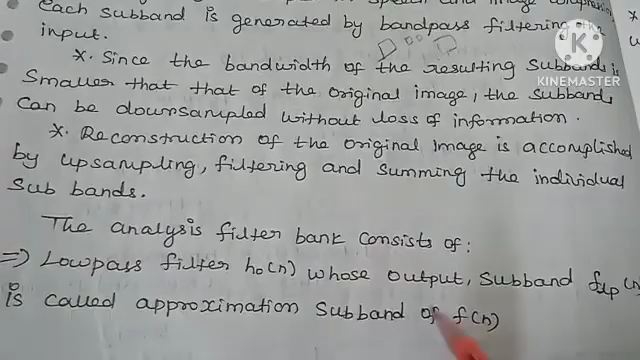 Each subband is generated by bandpass filtering the
input.
*. Since the bandwidth of the resulting subbands is
smaller that that of the original image, the subbands
can be downsampled without loss of information.
*. Reconstruction of the original image is accomplished
by upsampling, filtering and summing the individual
Sub bands.
The analysis filter bank consists of:
=> Lowpass filter h₀(n) whose output, subband f_lp(n)
is called approximation subband of f(n)
K
KINEMASTER